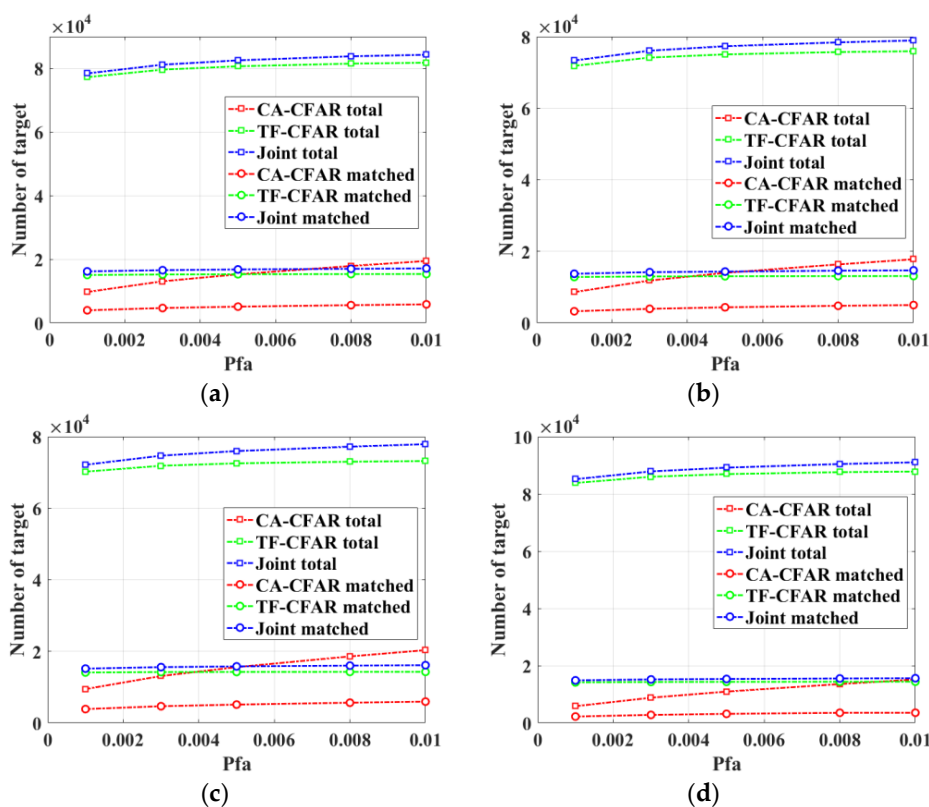 ×10⁴
8
6
4
2
0
Number of target
CA-CFAR total
TF-CFAR total
Joint total
CA-CFAR matched
TF-CFAR matched
Joint matched
0 0.002 0.004 0.006 0.008 0.01
Pfa
(a)
×10⁴
8
6
4
2
0
Number of target
CA-CFAR total
TF-CFAR total
Joint total
CA-CFAR matched
TF-CFAR matched
Joint matched
0 0.002 0.004 0.006 0.008 0.01
Pfa
(b)
×10⁴
8
6
4
2
0
Number of target
CA-CFAR total
TF-CFAR total
Joint total
CA-CFAR matched
TF-CFAR matched
Joint matched
0 0.002 0.004 0.006 0.008 0.01
Pfa
(c)
×10⁴
10
8
6
4
2
0
Number of target
CA-CFAR total
TF-CFAR total
Joint total
CA-CFAR matched
TF-CFAR matched
Joint matched
0 0.002 0.004 0.006 0.008 0.01
Pfa
(d)